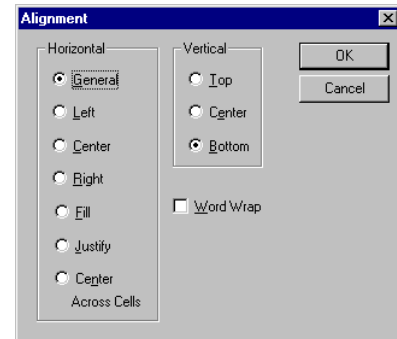 Alignment
Horizontal
General
Left
Center
Right
Fill
Justify
Center
Across Cells
Vertical
Top
Center
Bottom
Word Wrap
OK
Cancel